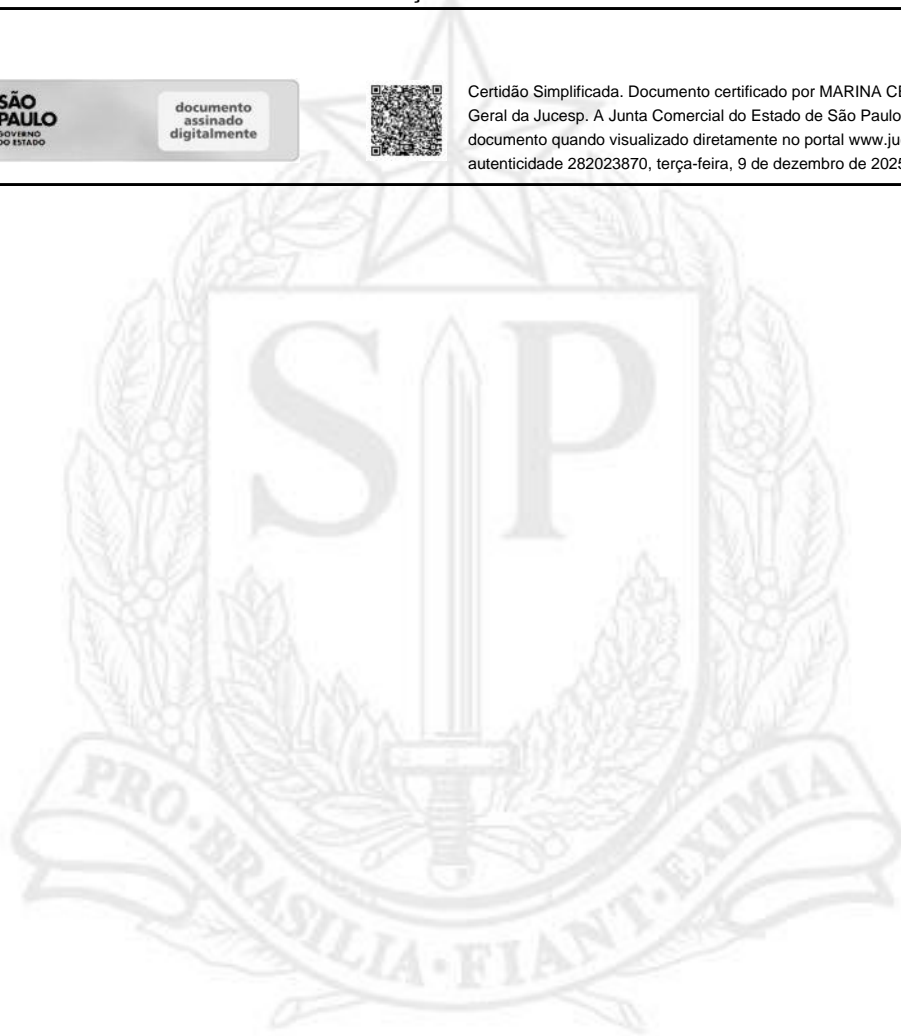 SÃO
PAULO
GOVERNO
DO ESTADO
documento
assinado
digitalmente
Certidão Simplificada. Documento certificado por MARINA
Geral da Jucesp. A Junta Comercial do Estado de São Paulo
documento quando visualizado diretamente no portal
autenticidade 282023870, terça-feira, 9 de dezembro de 2025
S P
PRO·BRASILIA·FIANT·EXIMIA